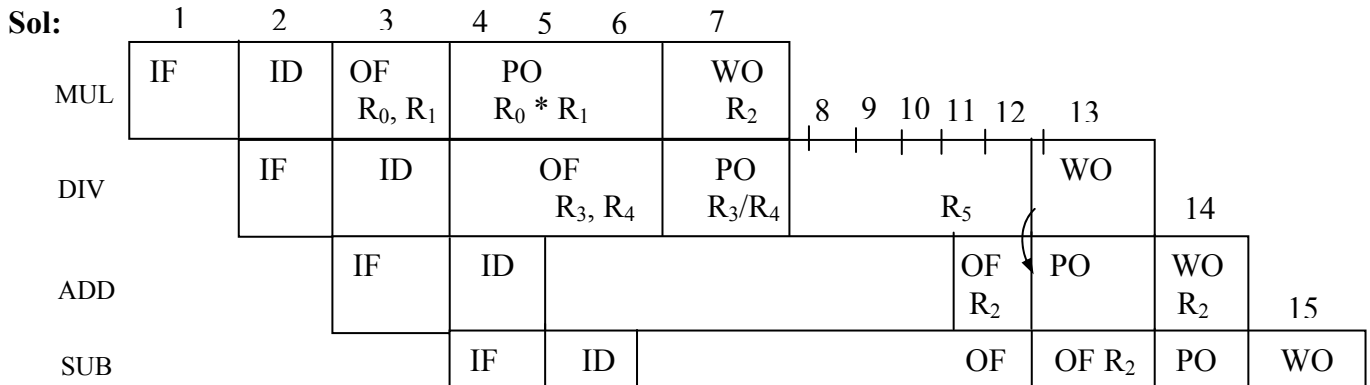 Sol: 1 2 3 4 5 6 7
MUL IF ID OF PO WO
R₀, R₁ R₀ * R₁ R₂
8 9 10 11 12 13
DIV IF ID OF PO WO
R₃, R₄ R₃/R₄ R₅
14
ADD IF ID OF PO WO
R₂ R₂
15
SUB IF ID OF OF R₂ PO WO